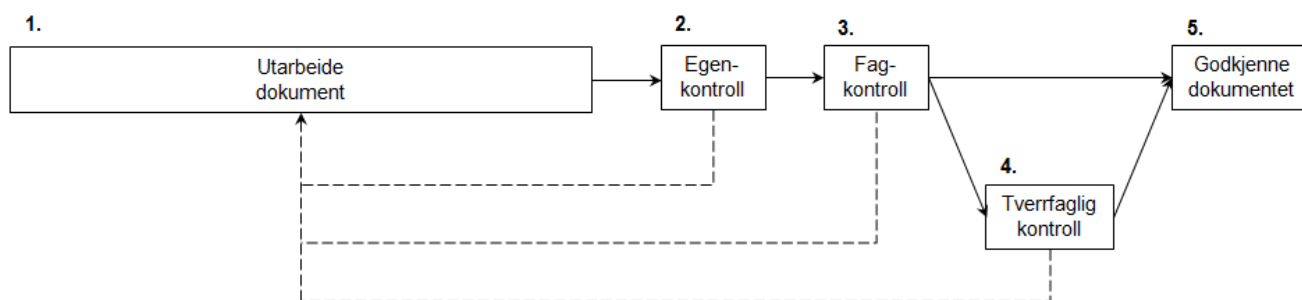 1.
Utarbeide
dokument
2.
Egen-
kontroll
3.
Fag-
kontroll
4.
Tverrfaglig
kontroll
5.
Godkjenne
dokumentet